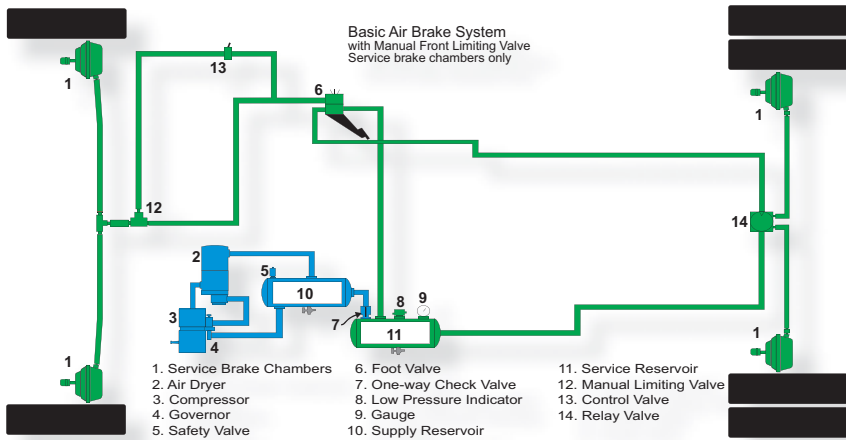 Basic Air Brake System
with Manual Front Limiting Valve
Service brake chambers only
1
13
6
1
12
14
2
5
10
8
9
3
7
11
4
1
1
1. Service Brake Chambers
2. Air Dryer
3. Compressor
4. Governor
5. Safety Valve
6. Foot Valve
7. One-way Check Valve
8. Low Pressure Indicator
9. Gauge
10. Supply Reservoir
11. Service Reservoir
12. Manual Limiting Valve
13. Control Valve
14. Relay Valve